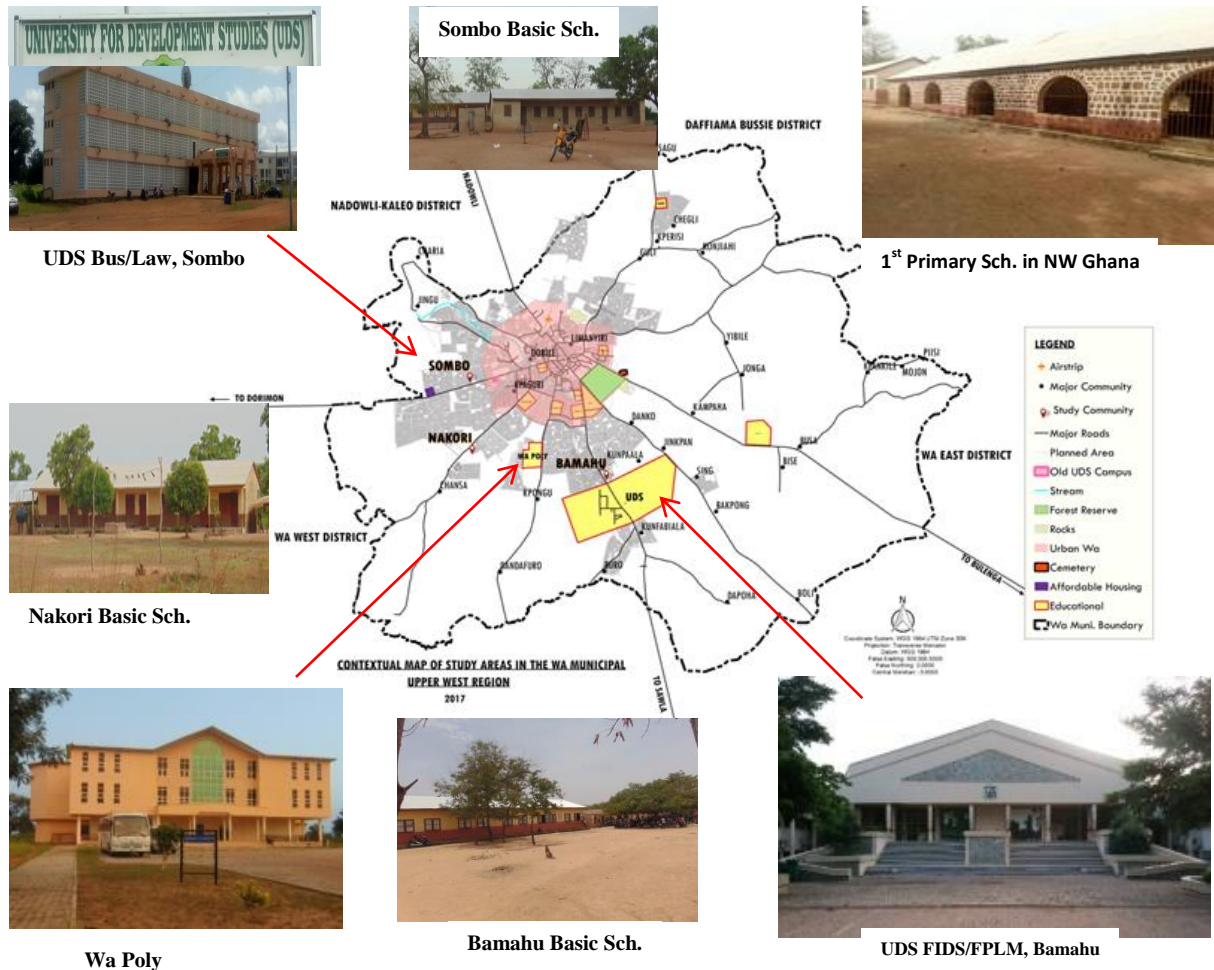 UNIVERSITY FOR DEVELOPMENT STUDIES (UDS)
Sombo Basic Sch.
UDS Bus/Law, Sombo
1st Primary Sch. in NW Ghana
DAFFIAMA BUSSIE DISTRICT
SAGU
NADOWLI
NADOWLI-KALEO DISTRICT
CHEGLI
KPERISI
KONJIAHI
GULI
CHARIA
JINGU
LIMANYIRI
DOBILE
YIBILE
SOMBO
KPAGURI
JONGA
PIISI
MOJON
TO DORIMON
KAMPAHA
DANKO
NAKORI
JINKPAN
BUSA
WA EAST DISTRICT
WA POLY
KUNPAALA
BAMAHU
BISE
SING
CHANSA
KPONGU
UDS
BAKPONG
KUNFABIALA
WA WEST DISTRICT
TO BULENGA
DAPOHA
BOLI
TO SAWLA
LEGEND
Airstrip
Major Community
Study Community
Major Roads
Planned Area
Old UDS Campus
Stream
Forest Reserve
Rocks
Urban Wa
Cemetery
Affordable Housing
Educational
Wa Muni. Boundary
N
CONTEXTUAL MAP OF STUDY AREAS IN THE WA MUNICIPAL
UPPER WEST REGION
2017
Nakori Basic Sch.
Wa Poly
Bamahu Basic Sch.
UDS FIDS/FPLM, Bamahu